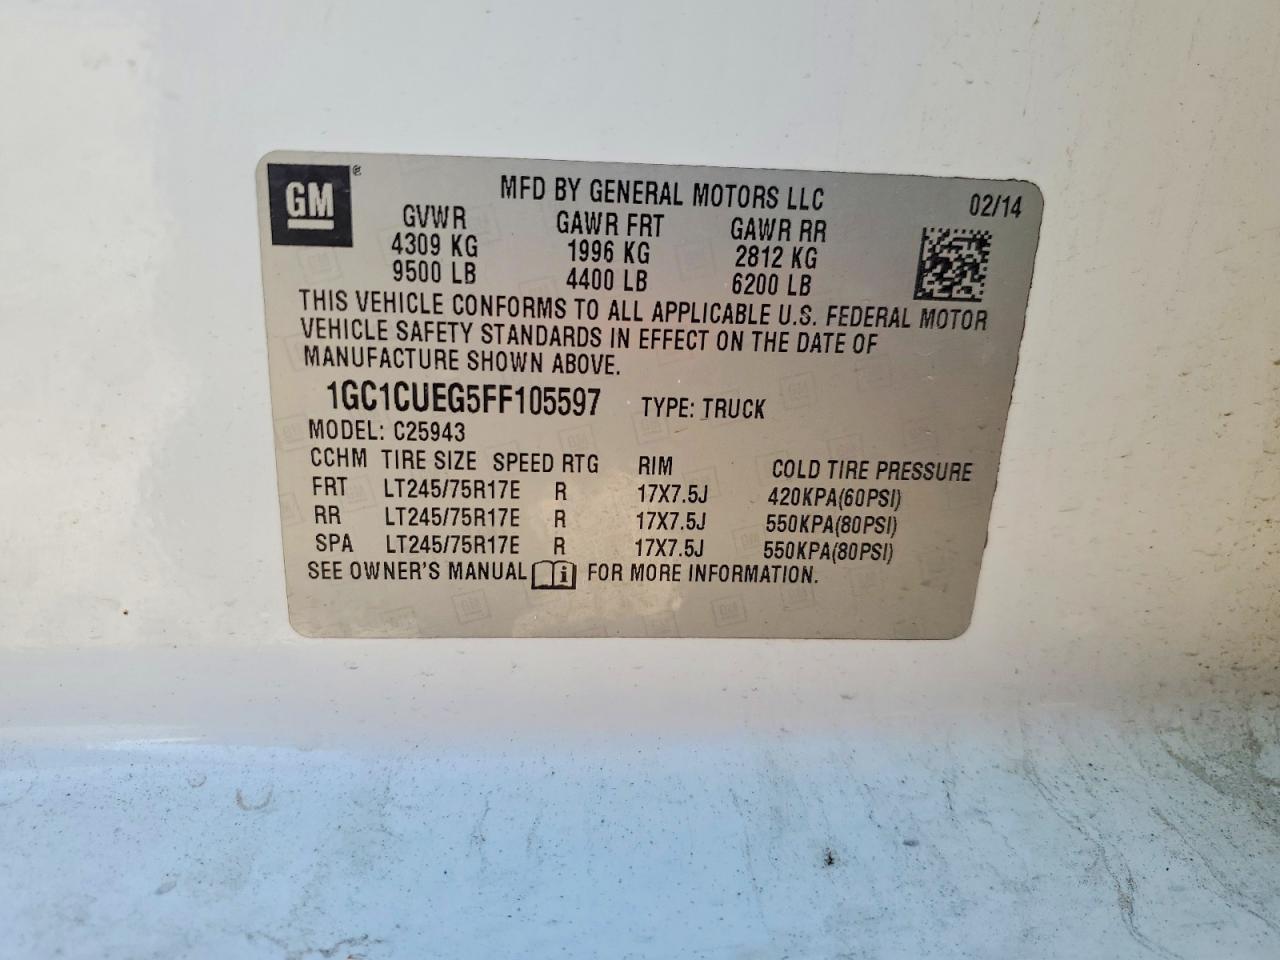 GM ®
MFD BY GENERAL MOTORS LLC 02/14
GVWR GAWR FRT GAWR RR
4309 KG 1996 KG 2812 KG
9500 LB 4400 LB 6200 LB
THIS VEHICLE CONFORMS TO ALL APPLICABLE U.S. FEDERAL MOTOR
VEHICLE SAFETY STANDARDS IN EFFECT ON THE DATE OF
MANUFACTURE SHOWN ABOVE.
1GC1CUEG5FF105597 TYPE: TRUCK
MODEL: C25943
CCHM TIRE SIZE SPEED RTG RIM COLD TIRE PRESSURE
FRT LT245/75R17E R 17X7.5J 420KPA(60PSI)
RR LT245/75R17E R 17X7.5J 550KPA(80PSI)
SPA LT245/75R17E R 17X7.5J 550KPA(80PSI)
SEE OWNER'S MANUAL FOR MORE INFORMATION.